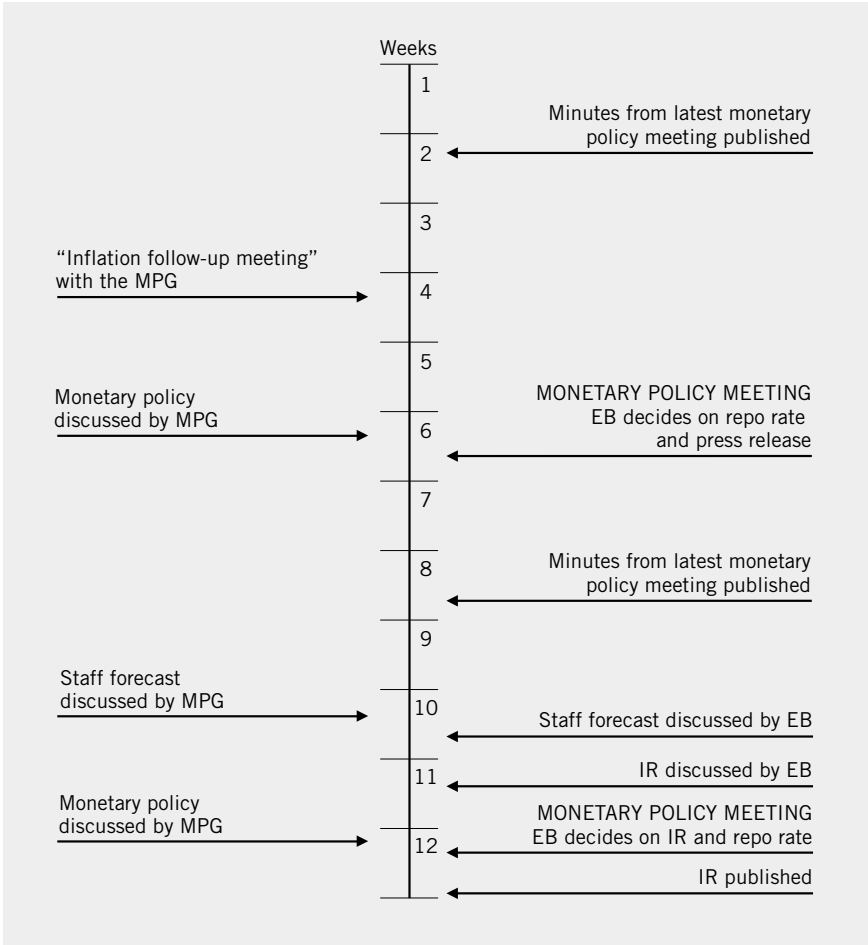 Weeks
1
Minutes from latest monetary
policy meeting published
2
3
“Inflation follow-up meeting”
with the MPG
4
5
Monetary policy
discussed by MPG
MONETARY POLICY MEETING
EB decides on repo rate
and press release
6
7
Minutes from latest monetary
policy meeting published
8
9
Staff forecast
discussed by MPG
10
Staff forecast discussed by EB
IR discussed by EB
11
Monetary policy
discussed by MPG
MONETARY POLICY MEETING
EB decides on IR and repo rate
12
IR published